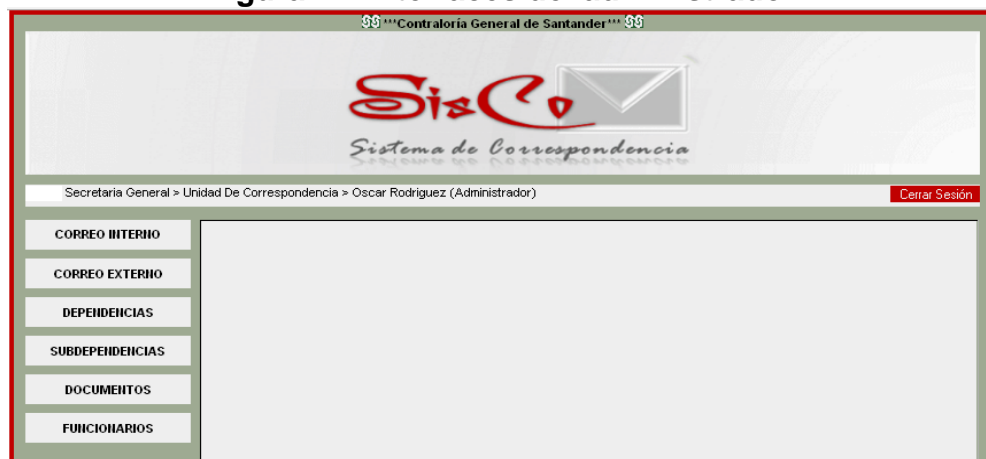 '''Contraloría General de Santander'''
SisCo
Sistema de Correspondencia
Secretaria General » Unidad De Correspondencia » Oscar Rodriguez (Administrador)
Cerrar Sesión
CORREO INTERNO
CORREO EXTERNO
DEPENDENCIAS
SUBDEPENDENCIAS
DOCUMENTOS
FUNCIONARIOS